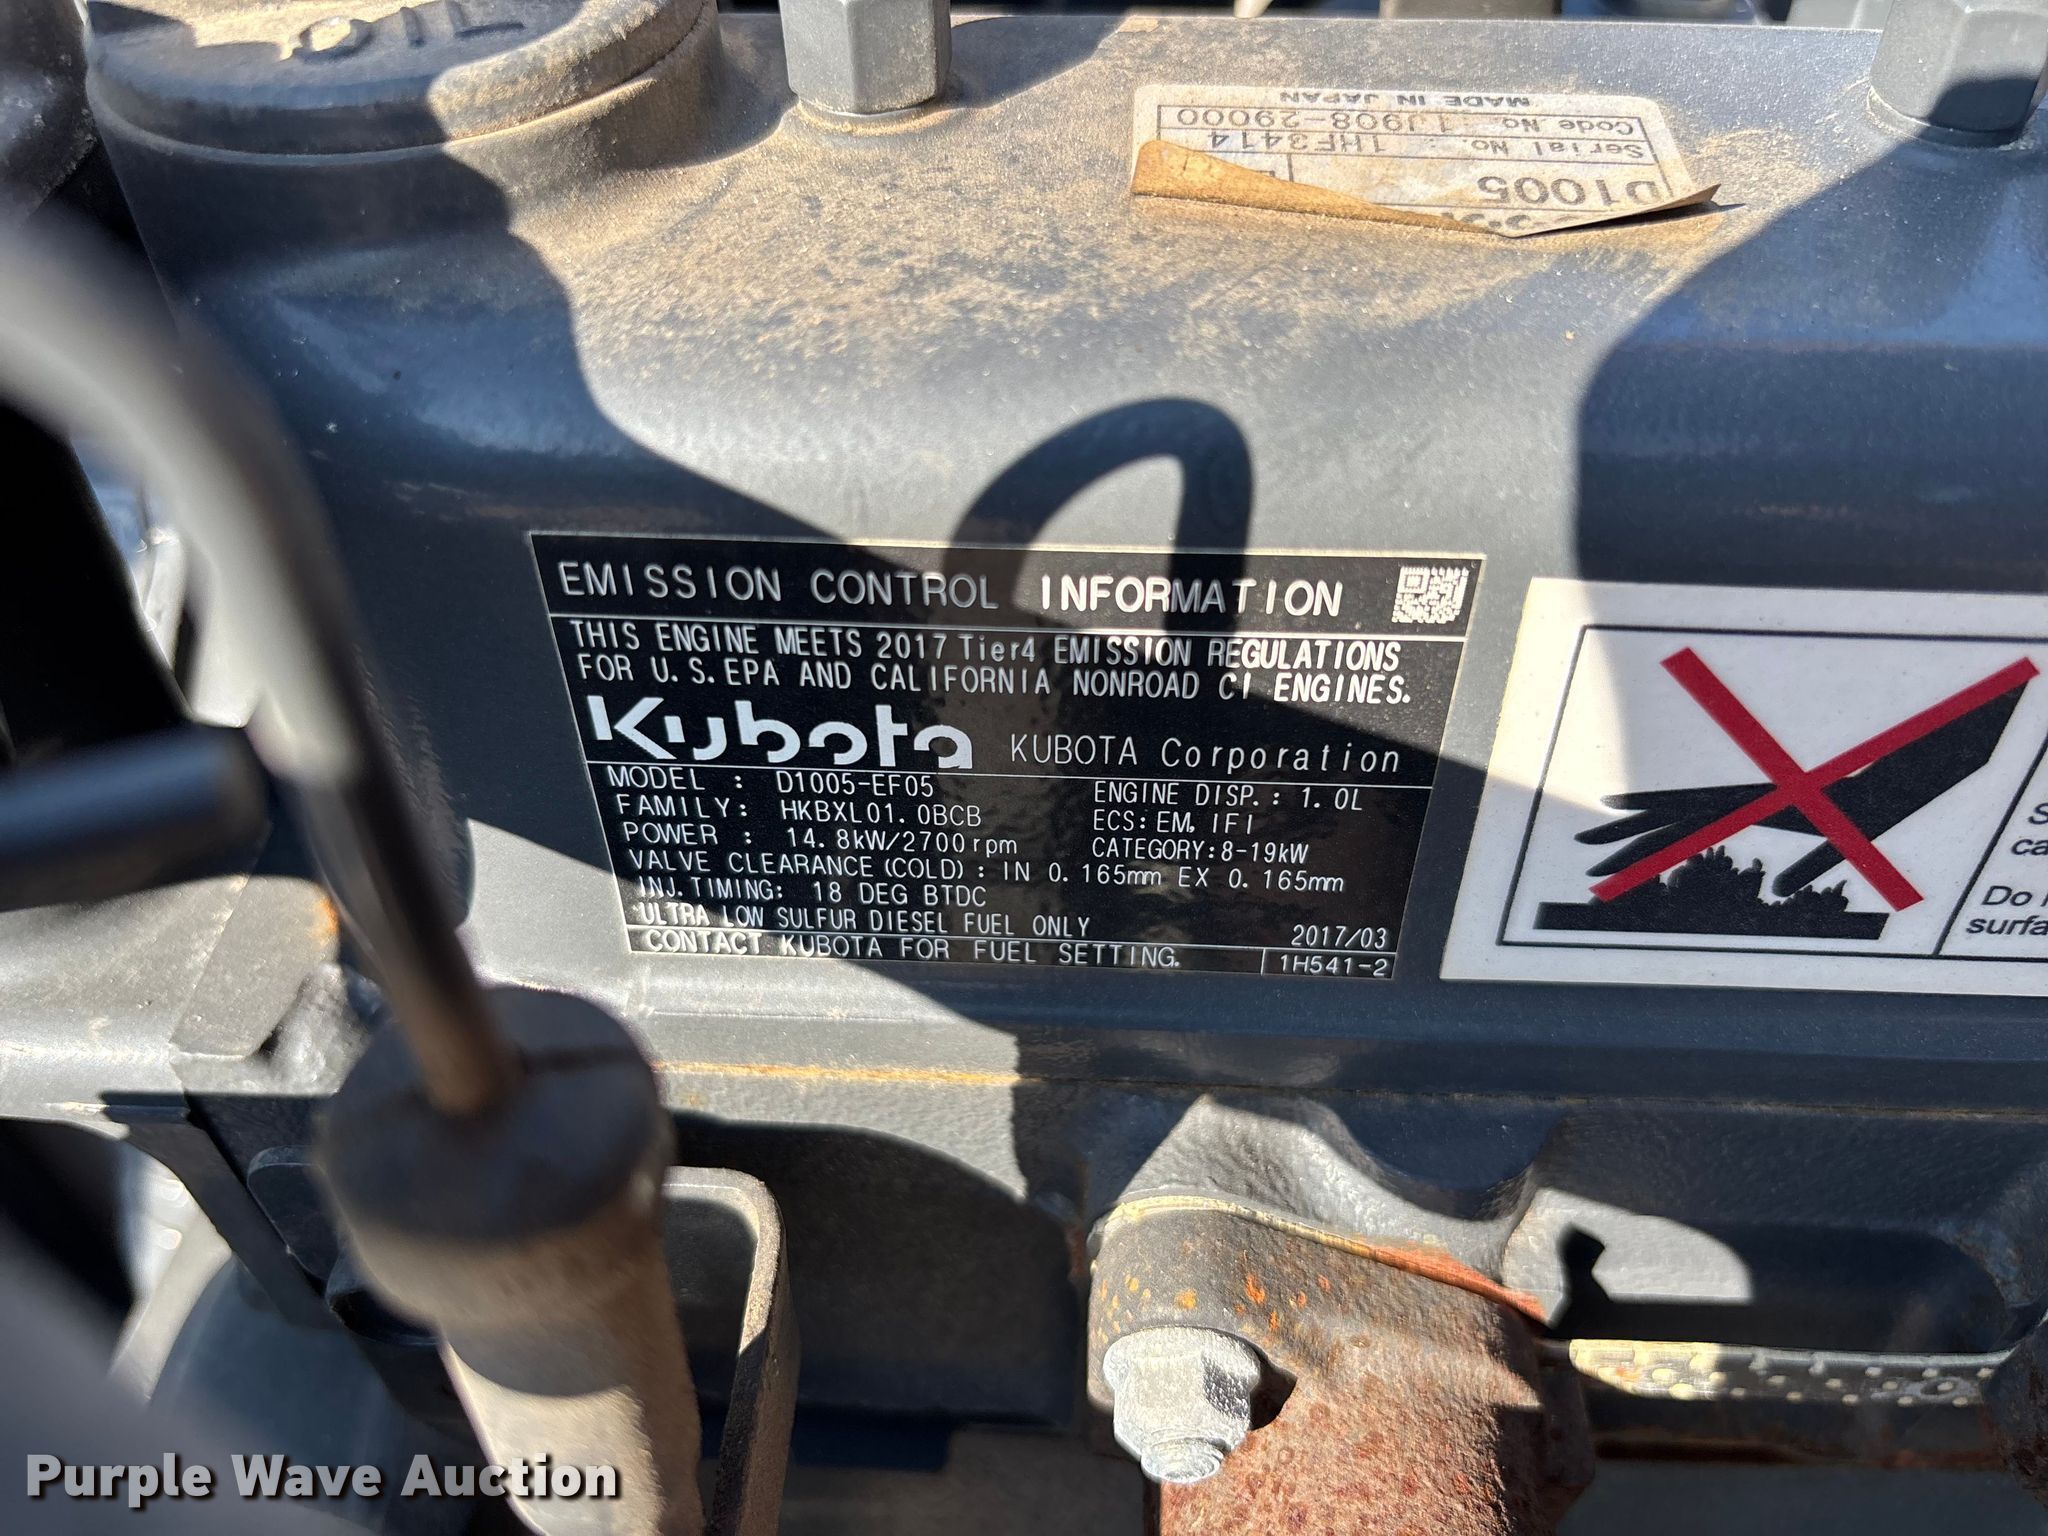 OIL
MADE IN JAPAN
Code No. 1J908-29000
Serial No. : 1HF3414
D1005
EMISSION CONTROL INFORMATION
THIS ENGINE MEETS 2017 Tier4 EMISSION REGULATIONS
FOR U.S.EPA AND CALIFORNIA NONROAD CI ENGINES.
Kubota KUBOTA Corporation
MODEL : D1005-EF05 ENGINE DISP.: 1.0L
FAMILY: HKBXL01.0BCB ECS: EM, IFI
POWER : 14.8kW/2700rpm CATEGORY:8-19kW
VALVE CLEARANCE(COLD): IN 0.165mm EX 0.165mm
INJ.TIMING: 18 DEG BTDC
ULTRA LOW SULFUR DIESEL FUEL ONLY 2017/03
CONTACT KUBOTA FOR FUEL SETTING. 1H541-2
Do
Purple Wave Auction